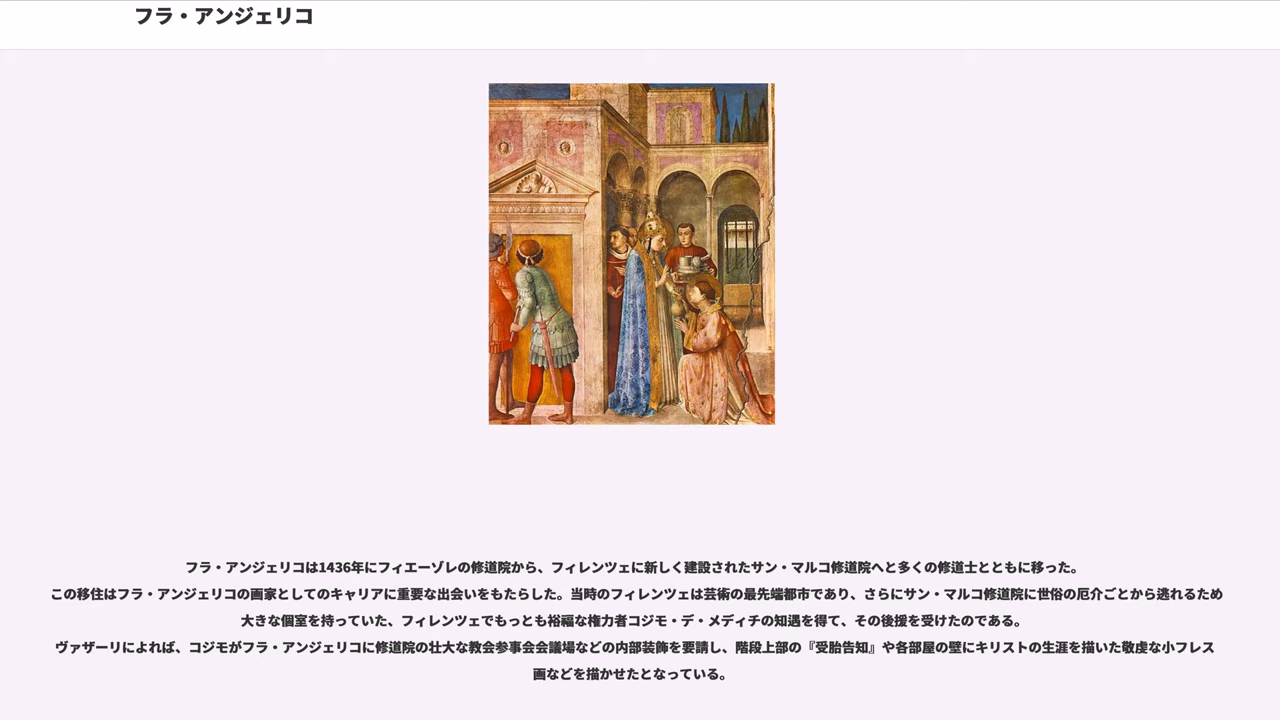 フラ・アンジェリコ
フラ・アンジェリコは1436年にフィエーゾレの修道院から、フィレンツェに新しく建設されたサン・マルコ修道院へと多くの修道士とともに移った。
この移住はフラ・アンジェリコの画家としてのキャリアに重要な出会いをもたらした。当時のフィレンツェは芸術の最先端都市であり、さらにサン・マルコ修道院に世俗の厄介ごとから逃れるため
大きな個室を持っていた、フィレンツェでもっとも裕福な権力者コジモ・デ・メディチの知遇を得て、その後援を受けたのである。
ヴァザーリによれば、コジモがフラ・アンジェリコに修道院の壮大な教会参事会会議場などの内部装飾を要請し、階段上部の『受胎告知』や各部屋の壁にキリストの生涯を描いた敬虔な小フレス
画などを描かせたとなっている。